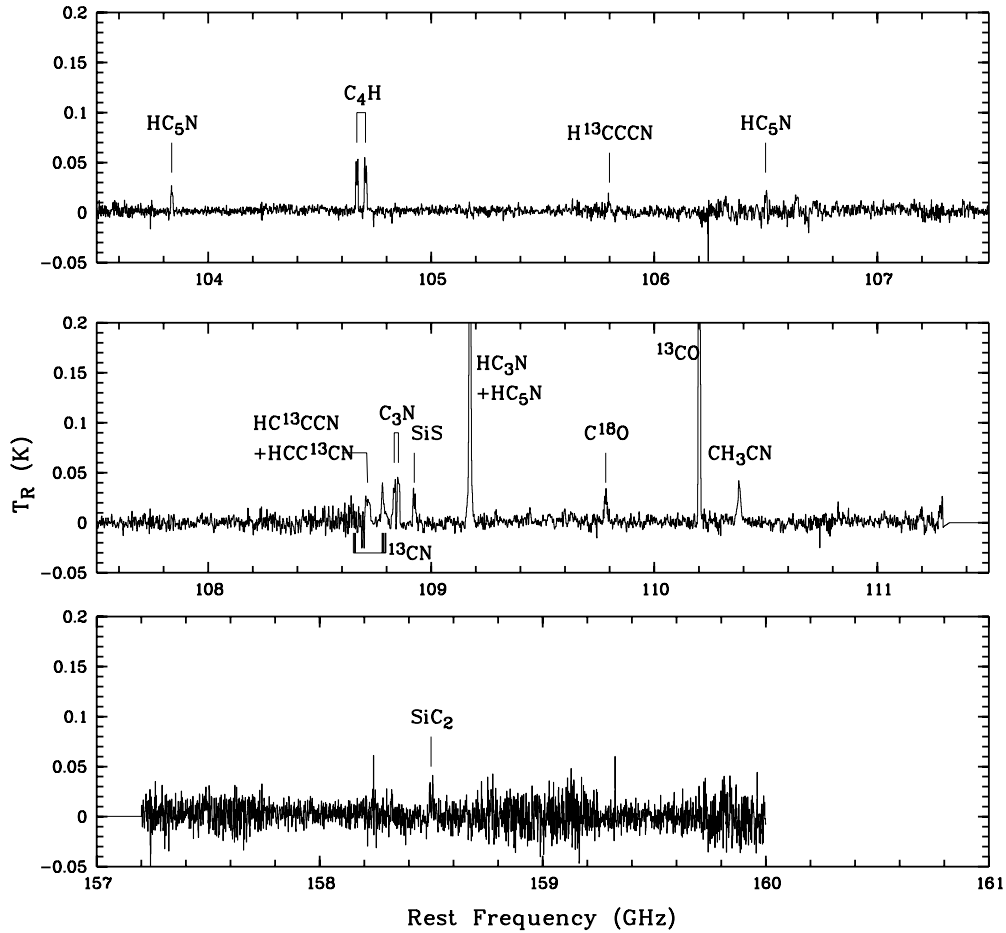 0.2
0.15
0.1
0.05
0
−0.05
HC5N
C4H
H13CCCN
HC5N
104
105
106
107
0.2
0.15
0.1
0.05
0
−0.05
TR (K)
HC13CCN
+HCC13CN
C3N
SiS
HC3N
+HC5N
C18O
13CO
CH3CN
13CN
108
109
110
111
0.2
0.15
0.1
0.05
0
−0.05
SiC2
157
158
159
160
161
Rest Frequency (GHz)